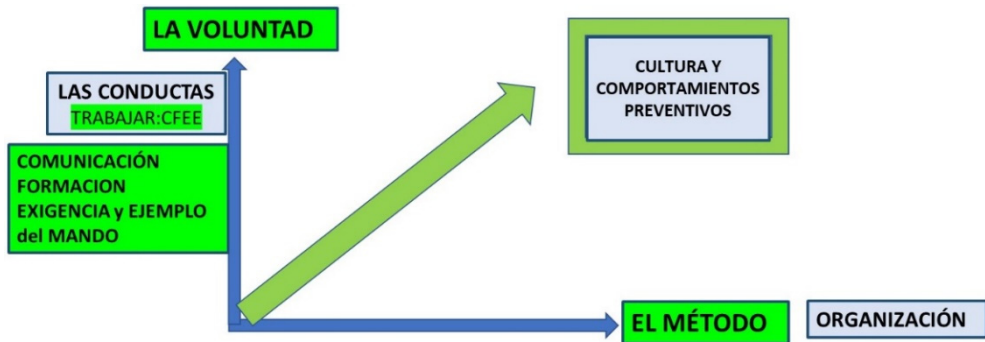 LA VOLUNTAD
LAS CONDUCTAS
TRABAJAR:CFEE
COMUNICACIÓN
FORMACION
EXIGENCIA y EJEMPLO
del MANDO
CULTURA Y
COMPORTAMIENTOS
PREVENTIVOS
EL MÉTODO
ORGANIZACIÓN